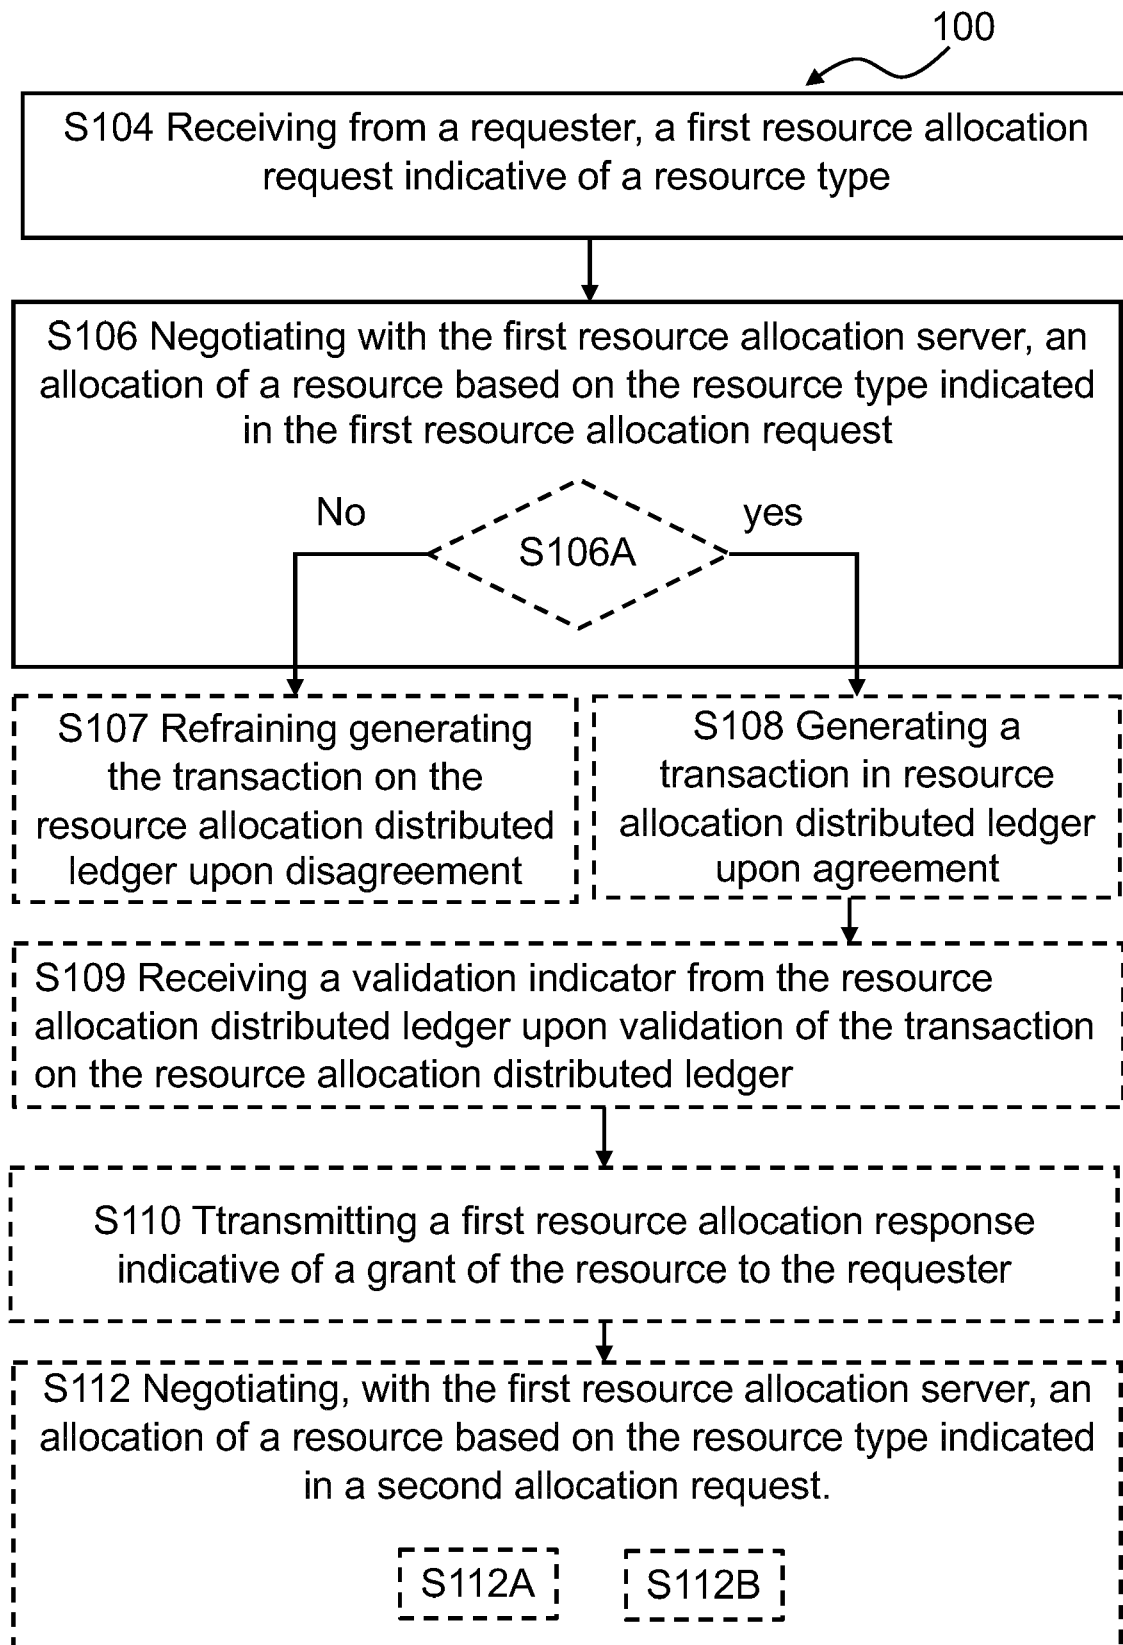 100
S104 Receiving from a requester, a first resource allocation
request indicative of a resource type
S106 Negotiating with the first resource allocation server, an
allocation of a resource based on the resource type indicated
in the first resource allocation request
No
yes
S106A
S107 Refraining generating
the transaction on the
resource allocation distributed
ledger upon disagreement
S108 Generating a
transaction in resource
allocation distributed ledger
upon agreement
S109 Receiving a validation indicator from the resource
allocation distributed ledger upon validation of the transaction
on the resource allocation distributed ledger
S110 Ttransmitting a first resource allocation response
indicative of a grant of the resource to the requester
S112 Negotiating, with the first resource allocation server, an
allocation of a resource based on the resource type indicated
in a second allocation request.
S112A
S112B